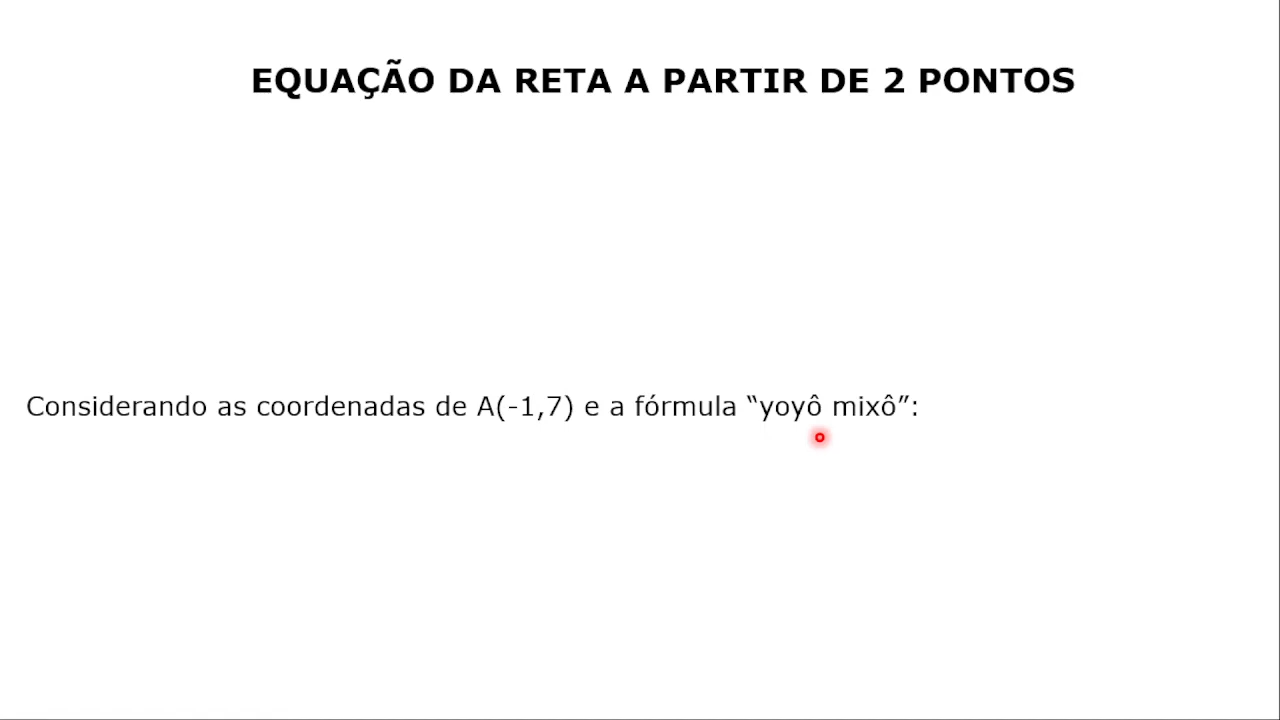 EQUAÇÃO DA RETA A PARTIR DE 2 PONTOS
Considerando as coordenadas de A(-1,7) e a fórmula “yoyô mixô”: